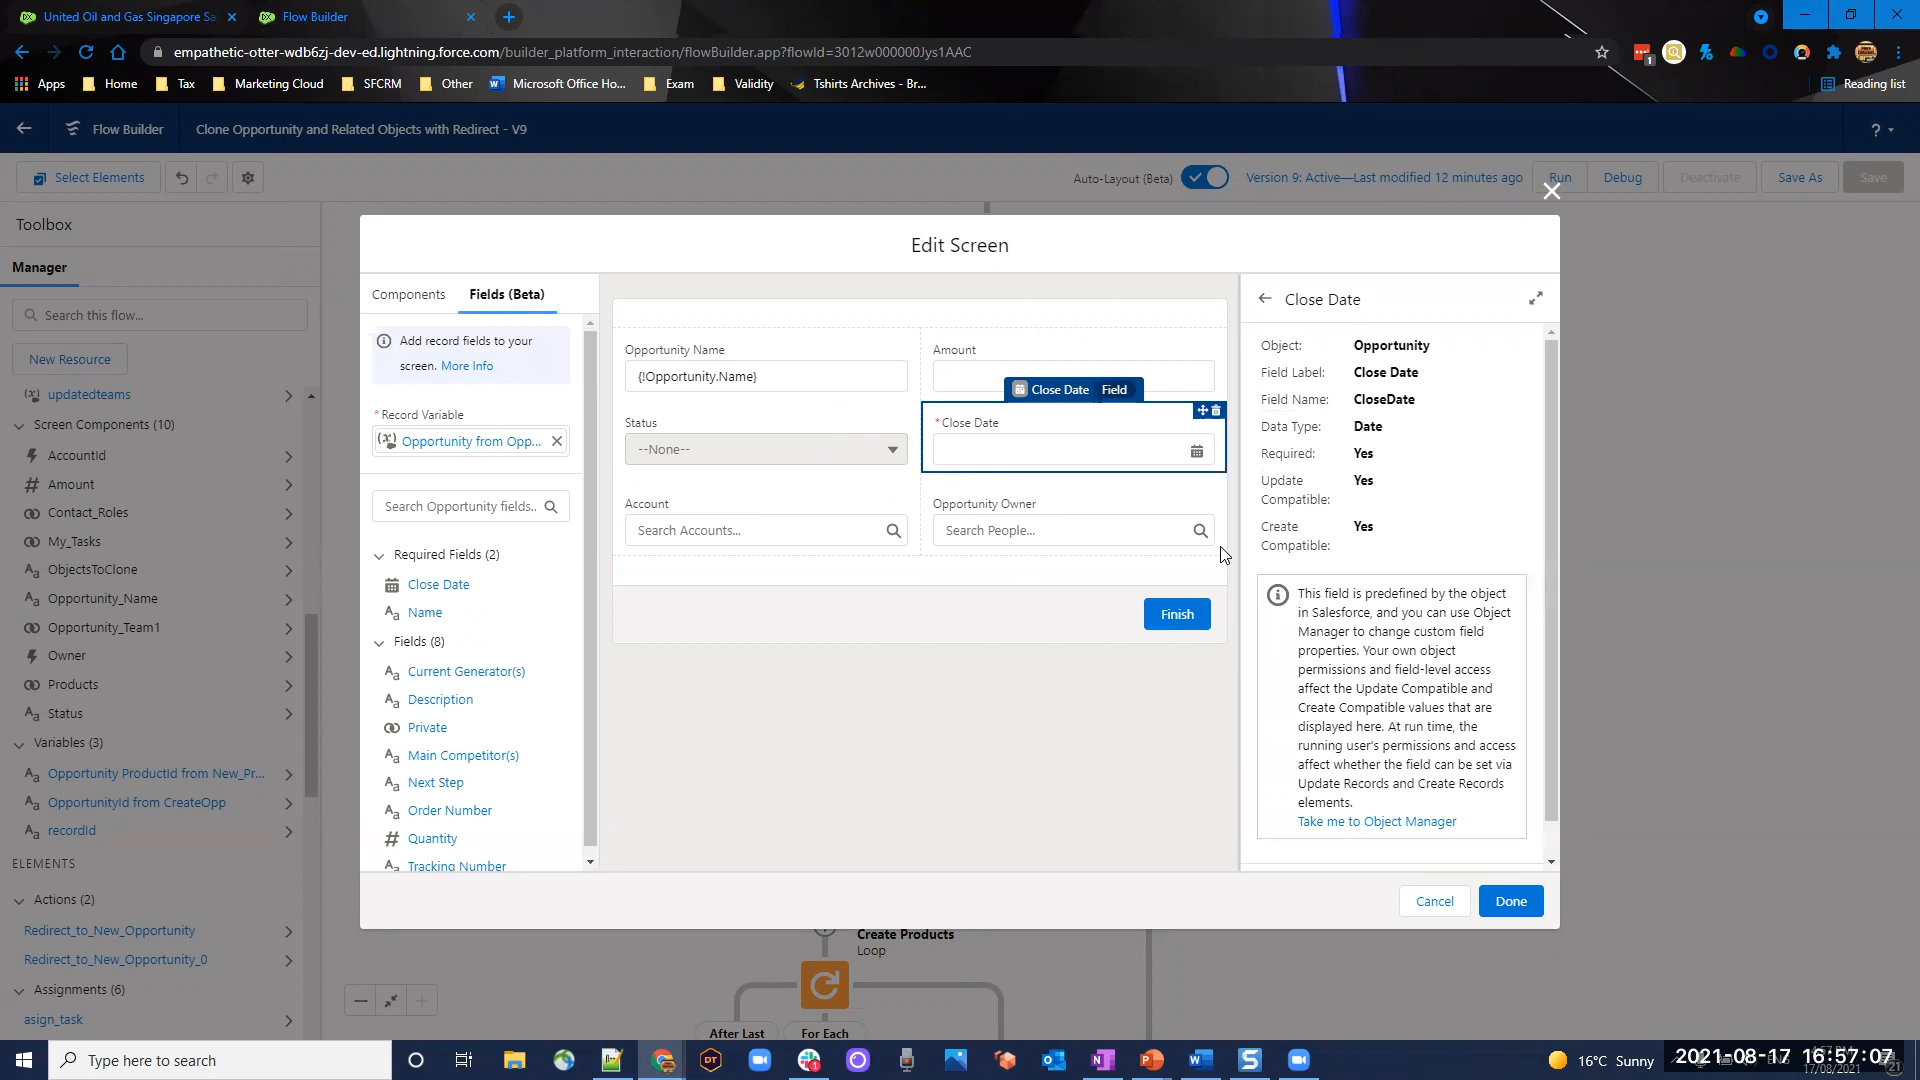 United Oil and Gas Singapore Sa
Flow Builder
empathetic-otter-wdb6zj-dev-ed.lightning.force.com/builder_platform_interaction/flowBuilder.app?flowId=3012w000000Jys1AAC
Apps
Home
Tax
Marketing Cloud
SFCRM
Other
Microsoft Office Ho...
Exam
Validity
Tshirts Archives - Br...
Reading list
Flow Builder
Clone Opportunity and Related Objects with Redirect - V9
?
Select Elements
Auto-Layout (Beta)
Version 9: Active—Last modified 12 minutes ago
Run
Debug
Deactivate
Save As
Save
Toolbox
Manager
Search this flow...
New Resource
updatedteams
Screen Components (10)
AccountId
Amount
Contact_Roles
My_Tasks
ObjectsToClone
Opportunity_Name
Opportunity_Team1
Owner
Products
Status
Variables (3)
Opportunity ProductId from New_Pr...
OpportunityId from CreateOpp
recordId
ELEMENTS
Actions (2)
Redirect_to_New_Opportunity
Redirect_to_New_Opportunity_0
Assignments (6)
asign_task
Edit Screen
Components
Fields (Beta)
Add record fields to your
screen. More Info
* Record Variable
Opportunity from Opp...
Search Opportunity fields..
Required Fields (2)
Close Date
Name
Fields (8)
Current Generator(s)
Description
Private
Main Competitor(s)
Next Step
Order Number
Quantity
Tracking Number
Opportunity Name
{!Opportunity.Name}
Amount
Close Date Field
Status
--None--
* Close Date
Account
Search Accounts...
Opportunity Owner
Search People...
Finish
Close Date
Object: Opportunity
Field Label: Close Date
Field Name: CloseDate
Data Type: Date
Required: Yes
Update
Compatible: Yes
Create
Compatible: Yes
This field is predefined by the object
in Salesforce, and you can use Object
Manager to change custom field
properties. Your own object
permissions and field-level access
affect the Update Compatible and
Create Compatible values that are
displayed here. At run time, the
running user's permissions and access
affect whether the field can be set via
Update Records and Create Records
elements.
Take me to Object Manager
Cancel
Done
Create Products
Loop
After Last
For Each
Type here to search
16°C Sunny
2021-08-17 16:57:07
17/08/2021